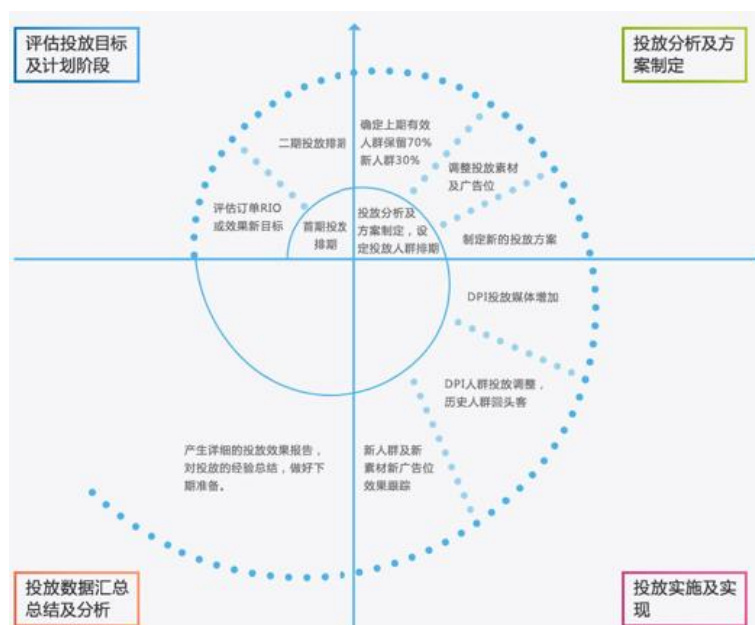 评估投放目标
及计划阶段
投放分析及
方案制定
二期投放排
确定上期有效
人群保留70%
新人群30%
调整投放素材
及广告位
评估订单RIO
或效果新目标
首期投
排期
投放分析及
方案制定，设
定投放人群排期
制定新的投放方案
DPI投放媒体增加
DPI人群投放调整，
历史人群回头客
产生详细的投放效果报告，
对投放的经验总结，做好下
期准备。
新人群及新
素材新广告位
效果跟踪
投放数据汇总
总结及分析
投放实施及实
现